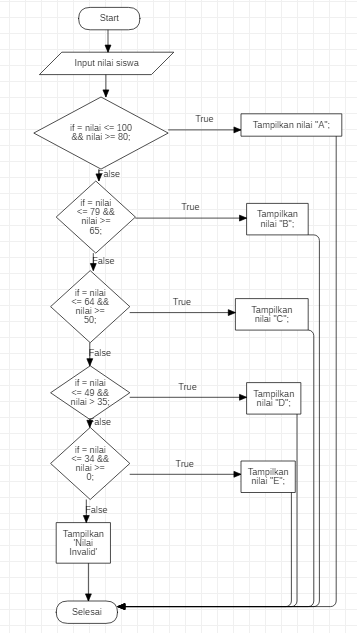 Start
Input nilai siswa
if = nilai <= 100
&& nilai >= 80;
True
Tampilkan nilai "A";
False
if = nilai
<= 79 &&
nilai >=
65;
True
Tampilkan
nilai "B";
False
if = nilai
<= 64 &&
nilai >=
50;
True
Tampilkan
nilai "C";
False
if = nilai
<= 49 &&
nilai > 35;
True
Tampilkan
nilai "D";
False
if = nilai
<= 34 &&
nilai >=
0;
True
Tampilkan
nilai "E";
False
Tampilkan
'Nilai
Invalid'
Selesai